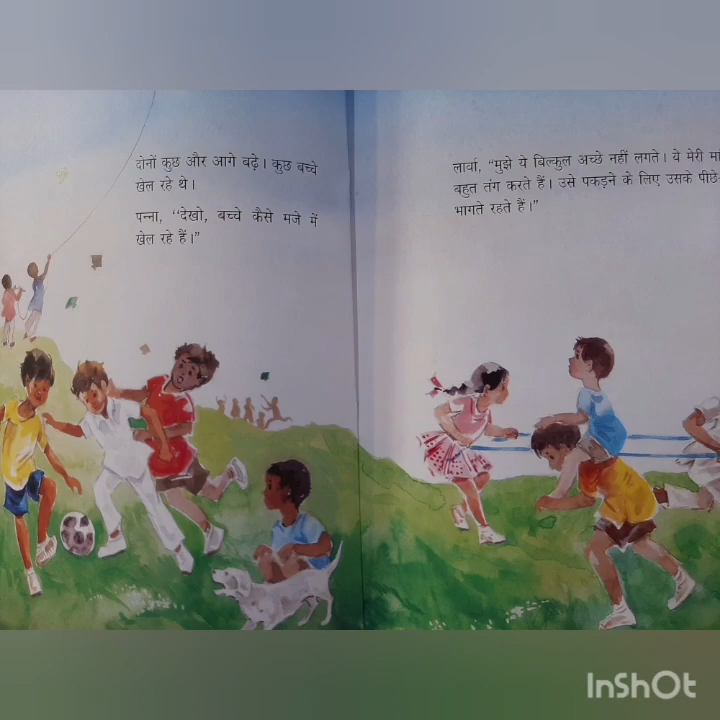 दोनों कुछ और आगे बढ़े। कुछ बच्चे
खेल रहे थे।
पन्ना, ‘‘देखो, बच्चे कैसे मजे में
खेल रहे हैं।”
लार्वा, “मुझे ये बिल्कुल अच्छे नहीं लगते। ये मेरी मां
बहुत तंग करते हैं। उसे पकड़ने के लिए उसके पीछे-
भागते रहते हैं।”
InShOt